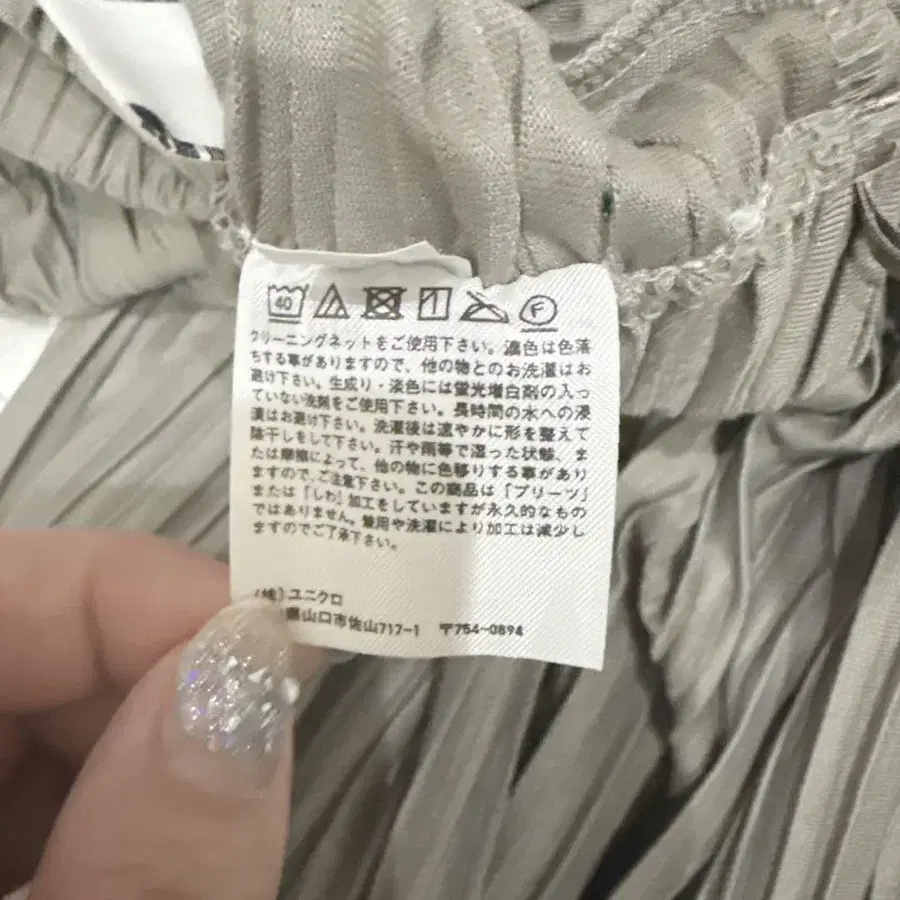 40 F
クリーニングネットをご使用下さい。濃色は色落
ちする事がありますので、他の物とのお洗濯はお
避け下さい。生成り・淡色には蛍光増白剤の入っ
ていない洗剤をご使用下さい。長時間の水への浸
漬はお避け下さい。洗濯後は速やかに形を整えて
陰干しをして下さい。汗や雨等で湿った状態、ま
たは摩擦によって、他の物に色移りする事があり
ますので、ご注意下さい。この商品は「プリーツ」
または「しわ」加工をしていますが永久的なもの
ではありません。着用や洗濯により加工は減少し
ますのでご了承下さい。
(株)ユニクロ
県山口市佐山717-1 〒754-0894